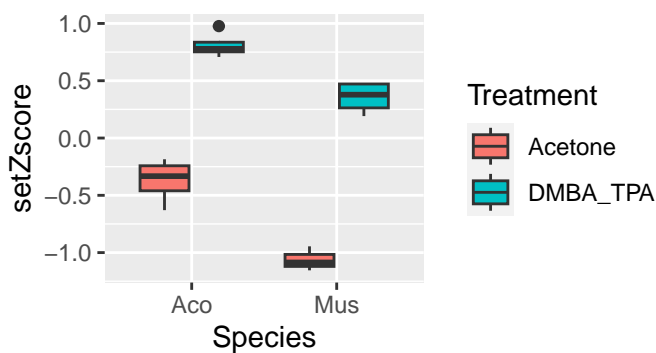 1.0
0.5
0.0
−0.5
−1.0
setZscore
Aco Mus
Species
Treatment
Acetone
DMBA_TPA